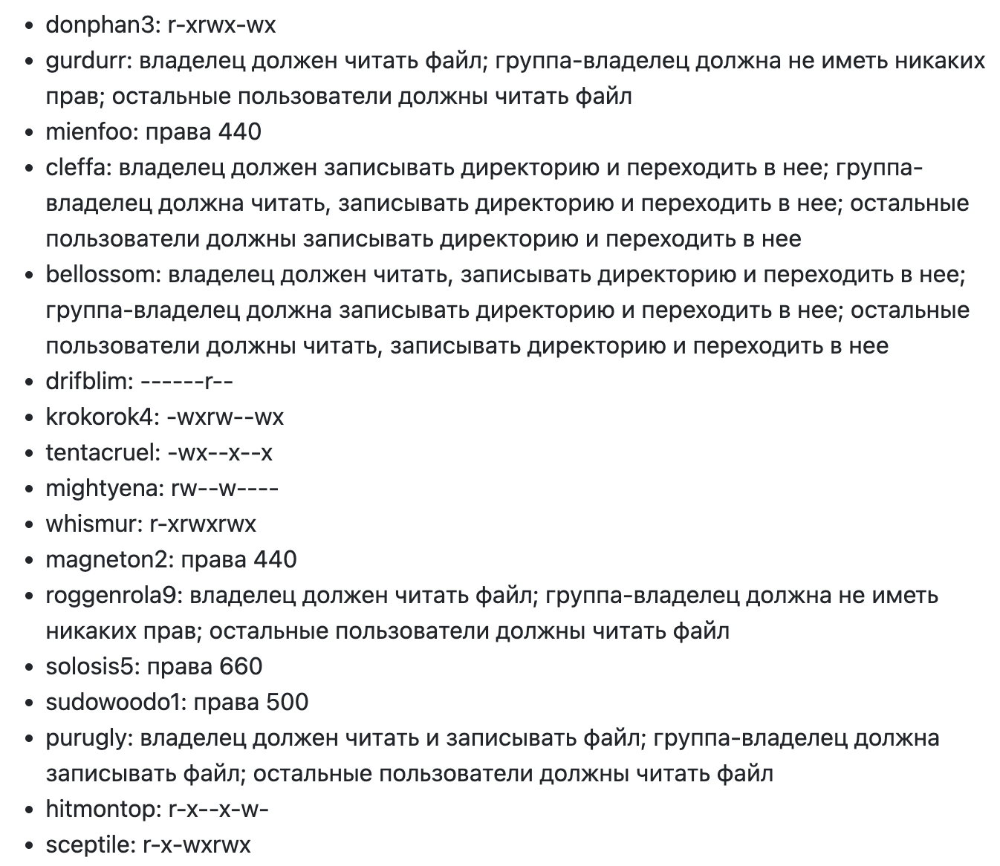 • donphan3: r-xrwx-wx
• gurdurr: владелец должен читать файл; группа-владелец должна не иметь никаких
прав; остальные пользователи должны читать файл
• mienfoo: права 440
• cleffa: владелец должен записывать директорию и переходить в нее; группа-
владелец должна читать, записывать директорию и переходить в нее; остальные
пользователи должны записывать директорию и переходить в нее
• bellossom: владелец должен читать, записывать директорию и переходить в нее;
группа-владелец должна записывать директорию и переходить в нее; остальные
пользователи должны читать, записывать директорию и переходить в нее
• drifblim: ------r--
• krokorok4: -wxrw--wx
• tentacruel: -wx--x--x
• mightyena: rw--w----
• whismur: r-xrwxrwx
• magneton2: права 440
• roggenrola9: владелец должен читать файл; группа-владелец должна не иметь
никаких прав; остальные пользователи должны читать файл
• solosis5: права 660
• sudowoodo1: права 500
• purugly: владелец должен читать и записывать файл; группа-владелец должна
записывать файл; остальные пользователи должны читать файл
• hitmontop: r-x--x-w-
• sceptile: r-x-wxrwx